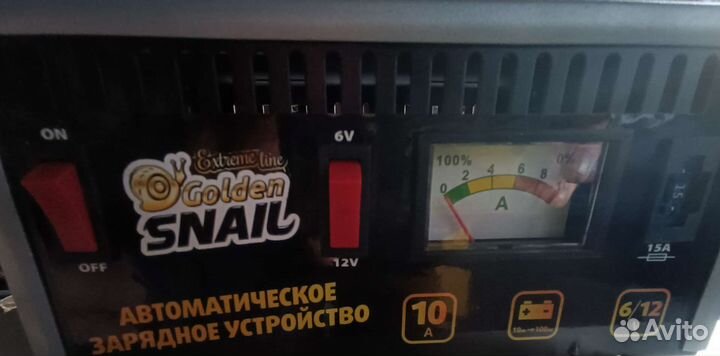 ON
OFF
Extreme line
Golden
SNAIL
6V
12V
100%
0%
0 2 4 6 8
A
15A
АВТОМАТИЧЕСКОЕ
ЗАРЯДНОЕ УСТРОЙСТВО
10
A
6/12
Avito